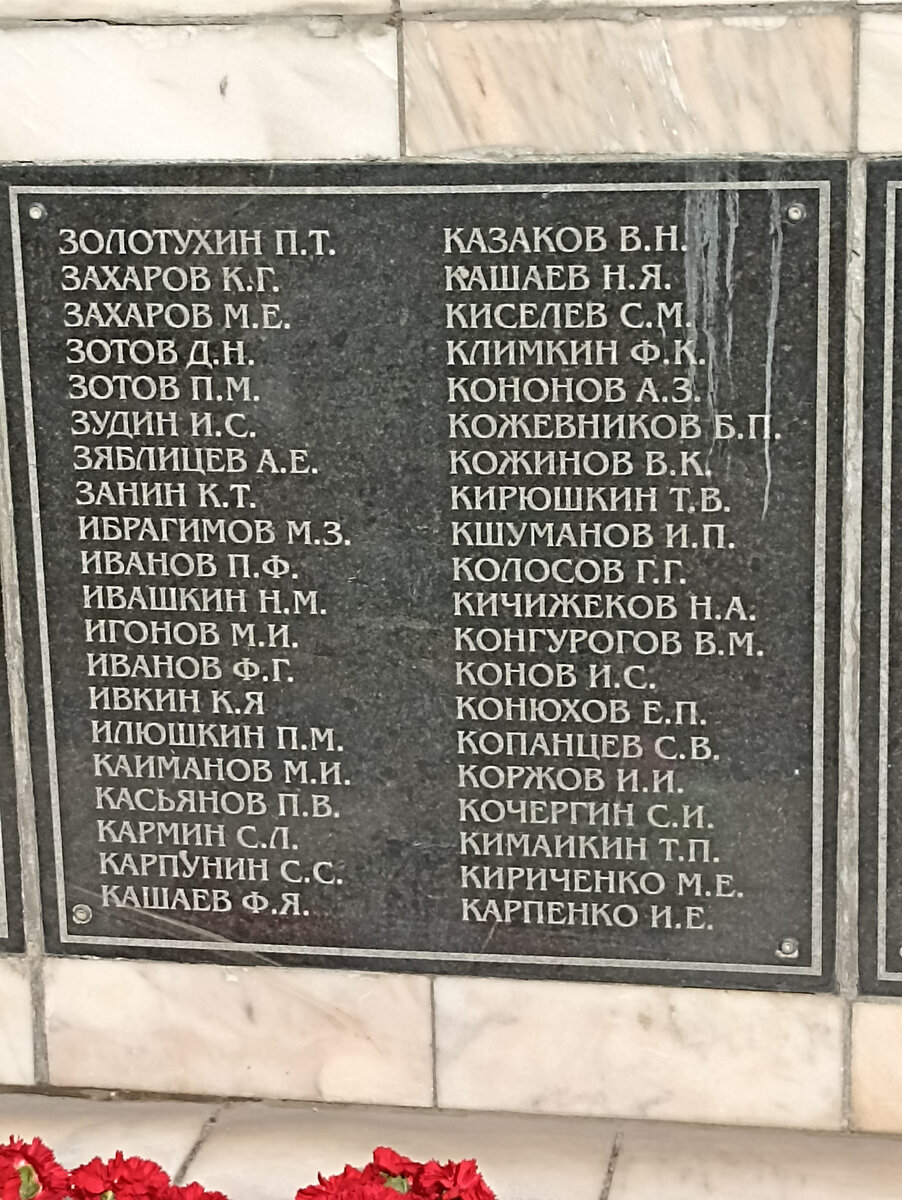 ЗОЛОТУХИН П.Т.
ЗАХАРОВ К.Г.
ЗАХАРОВ М.Е.
ЗОТОВ Д.Н.
ЗОТОВ П.М.
ЗУДИН И.С.
ЗЯБЛИЦЕВ А.Е.
ЗАНИН К.Т.
ИБРАГИМОВ М.З.
ИВАНОВ П.Ф.
ИВАШКИН Н.М.
ИГОНОВ М.И.
ИВАНОВ Ф.Г.
ИВКИН К.Я
ИЛЮШКИН П.М.
КАИМАНОВ М.И.
КАСЬЯНОВ П.В.
КАРМИН С.Л.
КАРПУНИН С.С.
КАШАЕВ Ф.Я.
КАЗАКОВ В.Н.
КАШАЕВ Н.Я.
КИСЕЛЕВ С.М.
КЛИМКИН Ф.К.
КОНОНОВ А.З.
КОЖЕВНИКОВ Б.П.
КОЖИНОВ В.К.
КИРЮШКИН Т.В.
КШУМАНОВ И.П.
КОЛОСОВ Г.Г.
КИЧИЖЕКОВ Н.А.
КОНГУРОГОВ В.М.
КОНОВ И.С.
КОНЮХОВ Е.П.
КОПАНЦЕВ С.В.
КОРЖОВ И.И.
КОЧЕРГИН С.И.
КИМАИКИН Т.П.
КИРИЧЕНКО М.Е.
КАРПЕНКО И.Е.